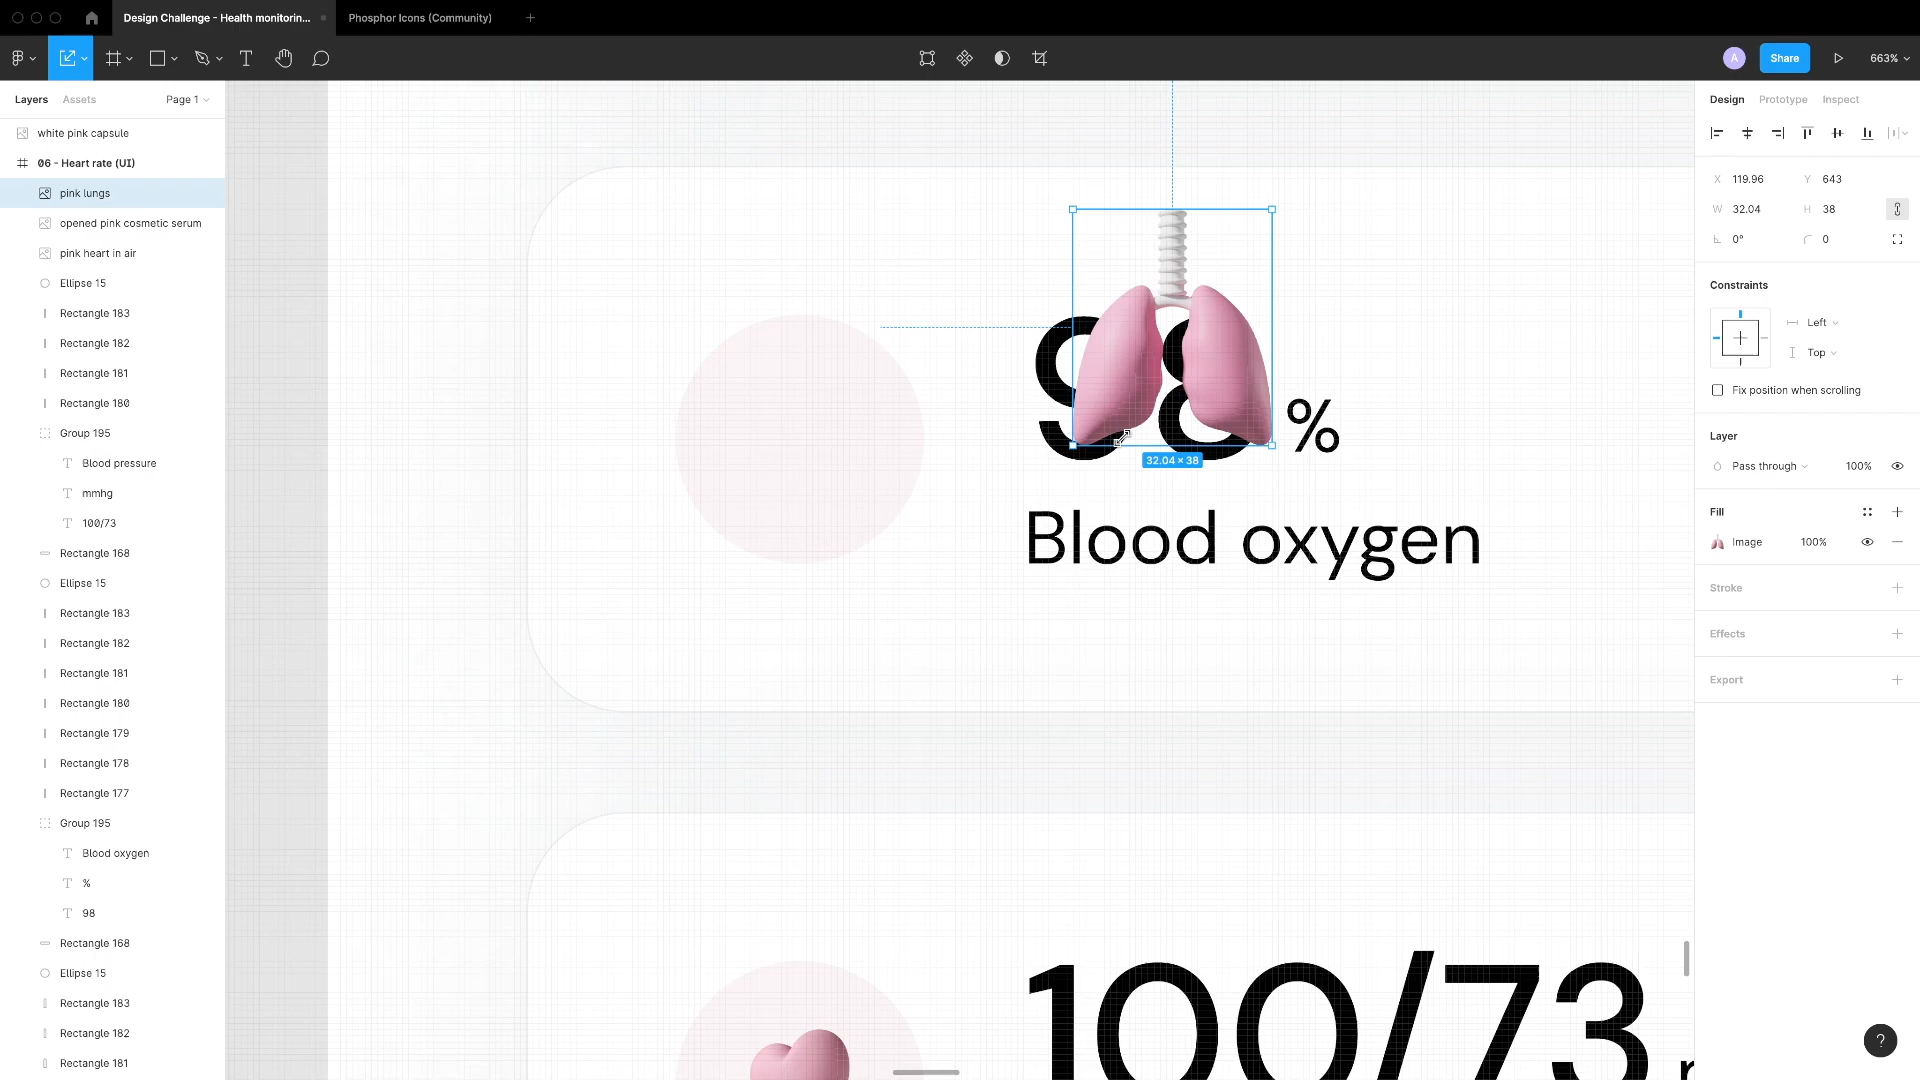 Design Challenge - Health monitorin...
Phosphor Icons (Community)
A
Share
663%
Layers
Assets
Page 1
white pink capsule
06 - Heart rate (UI)
pink lungs
opened pink cosmetic serum
pink heart in air
Ellipse 15
Rectangle 183
Rectangle 182
Rectangle 181
Rectangle 180
Group 195
Blood pressure
mmhg
100/73
Rectangle 168
Ellipse 15
Rectangle 183
Rectangle 182
Rectangle 181
Rectangle 180
Rectangle 179
Rectangle 178
Rectangle 177
Group 195
Blood oxygen
%
98
Rectangle 168
Ellipse 15
Rectangle 183
Rectangle 182
Rectangle 181
98 %
32.04 × 38
Blood oxygen
100/73
Design
Prototype
Inspect
X 119.96
Y 643
W 32.04
H 38
0°
0
Constraints
Left
Top
Fix position when scrolling
Layer
Pass through
100%
Fill
Image
100%
Stroke
Effects
Export
?